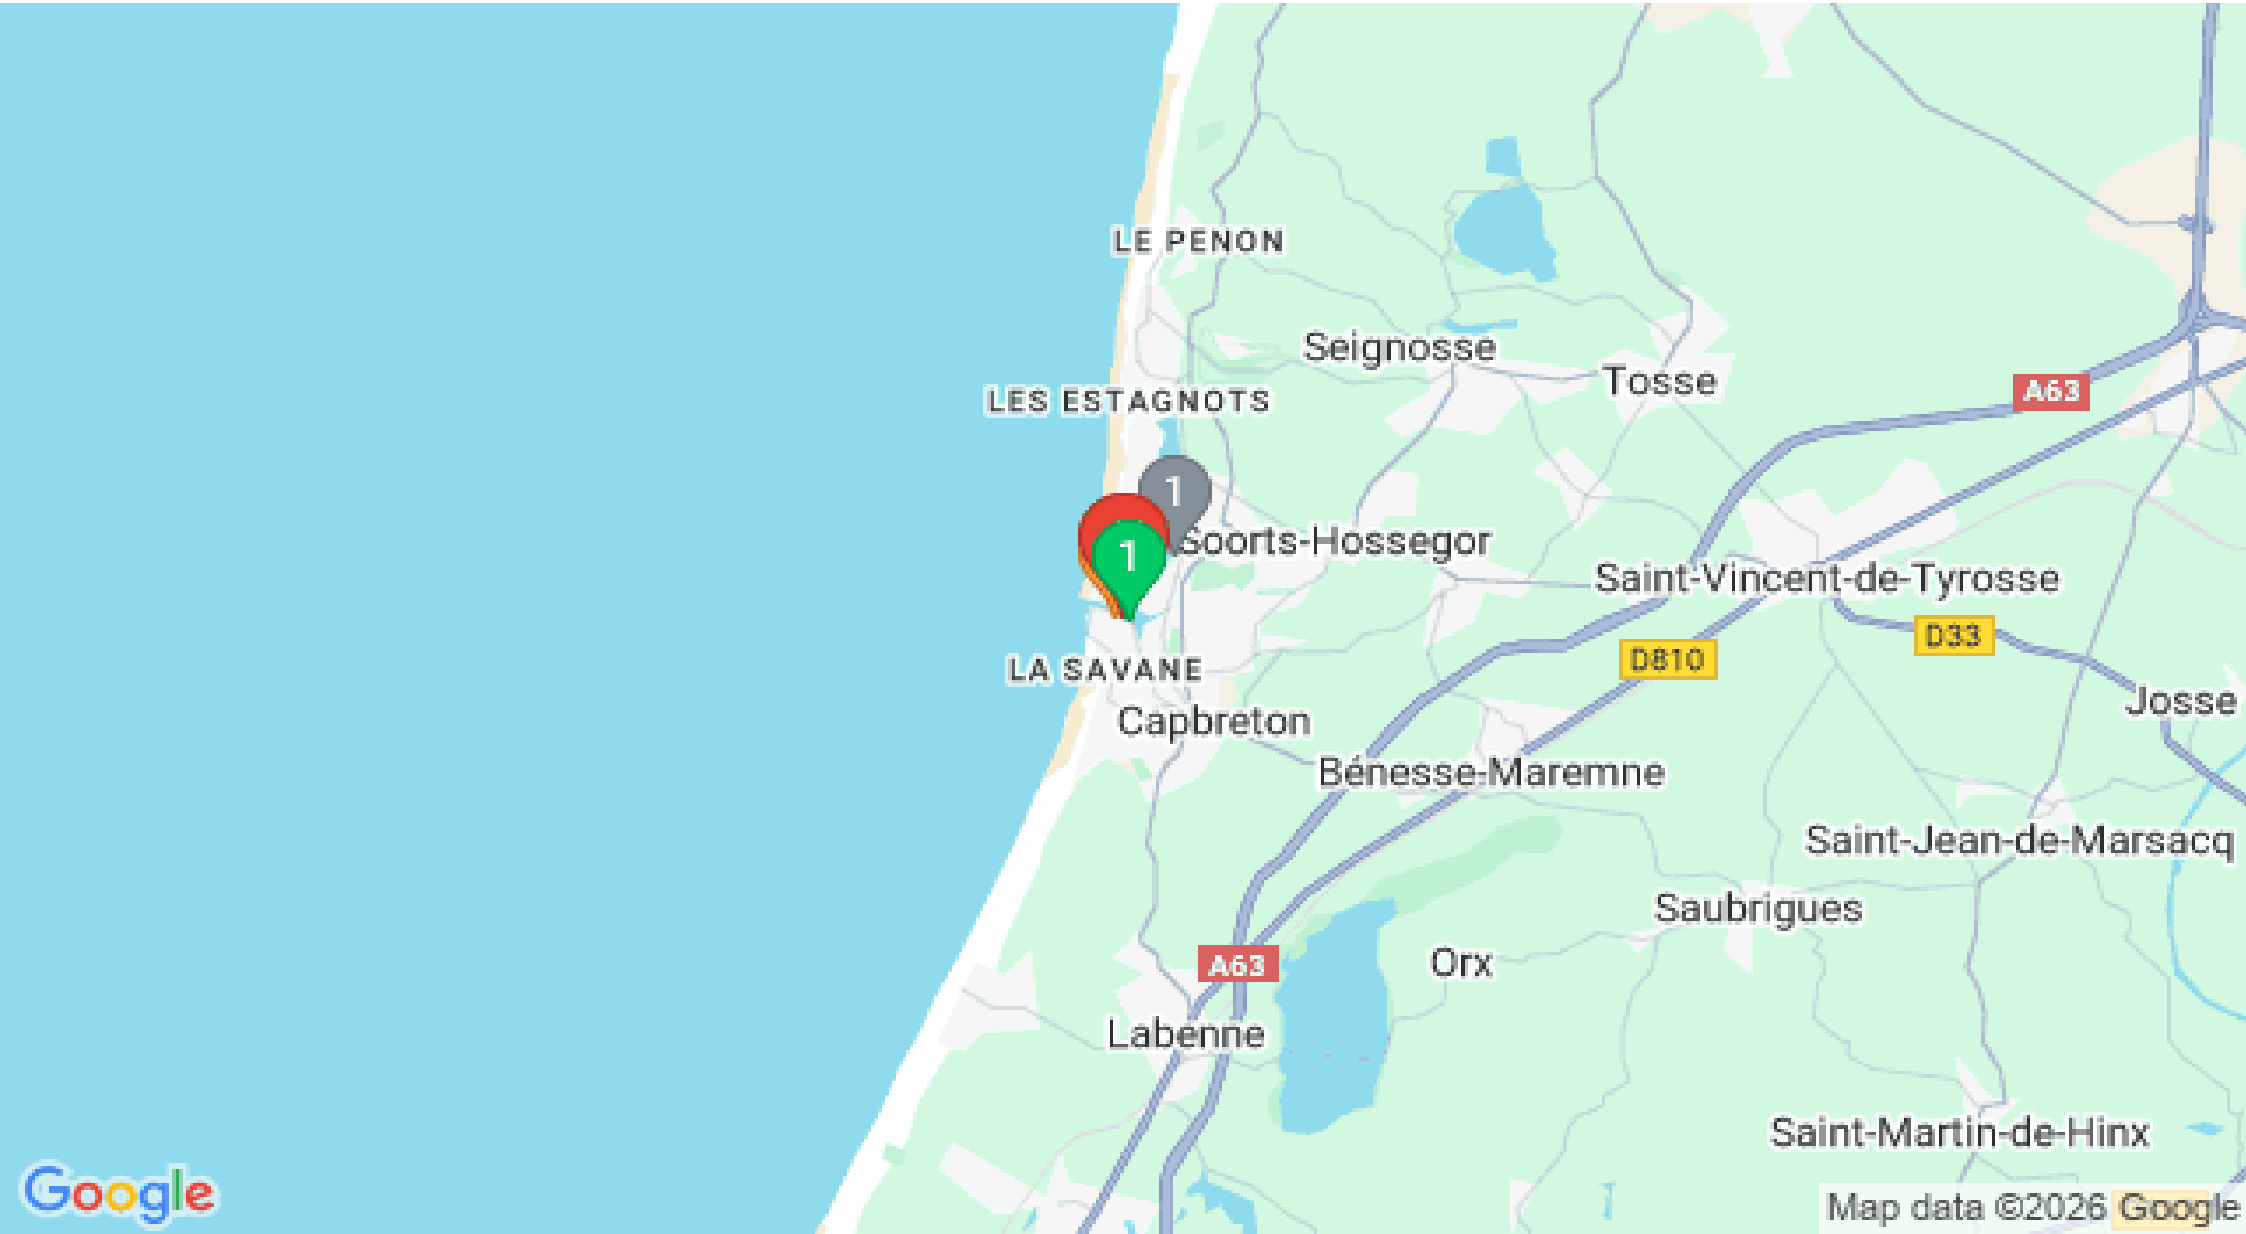 LE PENON
Seignosse
Tosse
A63
LES ESTAGNOTS
1
Soorts-Hossegor
1
Saint-Vincent-de-Tyrosse
D33
D810
LA SAVANE
Josse
Capbreton
Bénesse-Maremne
Saint-Jean-de-Marsacq
Saubrigues
A63
Orx
Labenne
Saint-Martin-de-Hinx
Google
Map data ©2026 Google